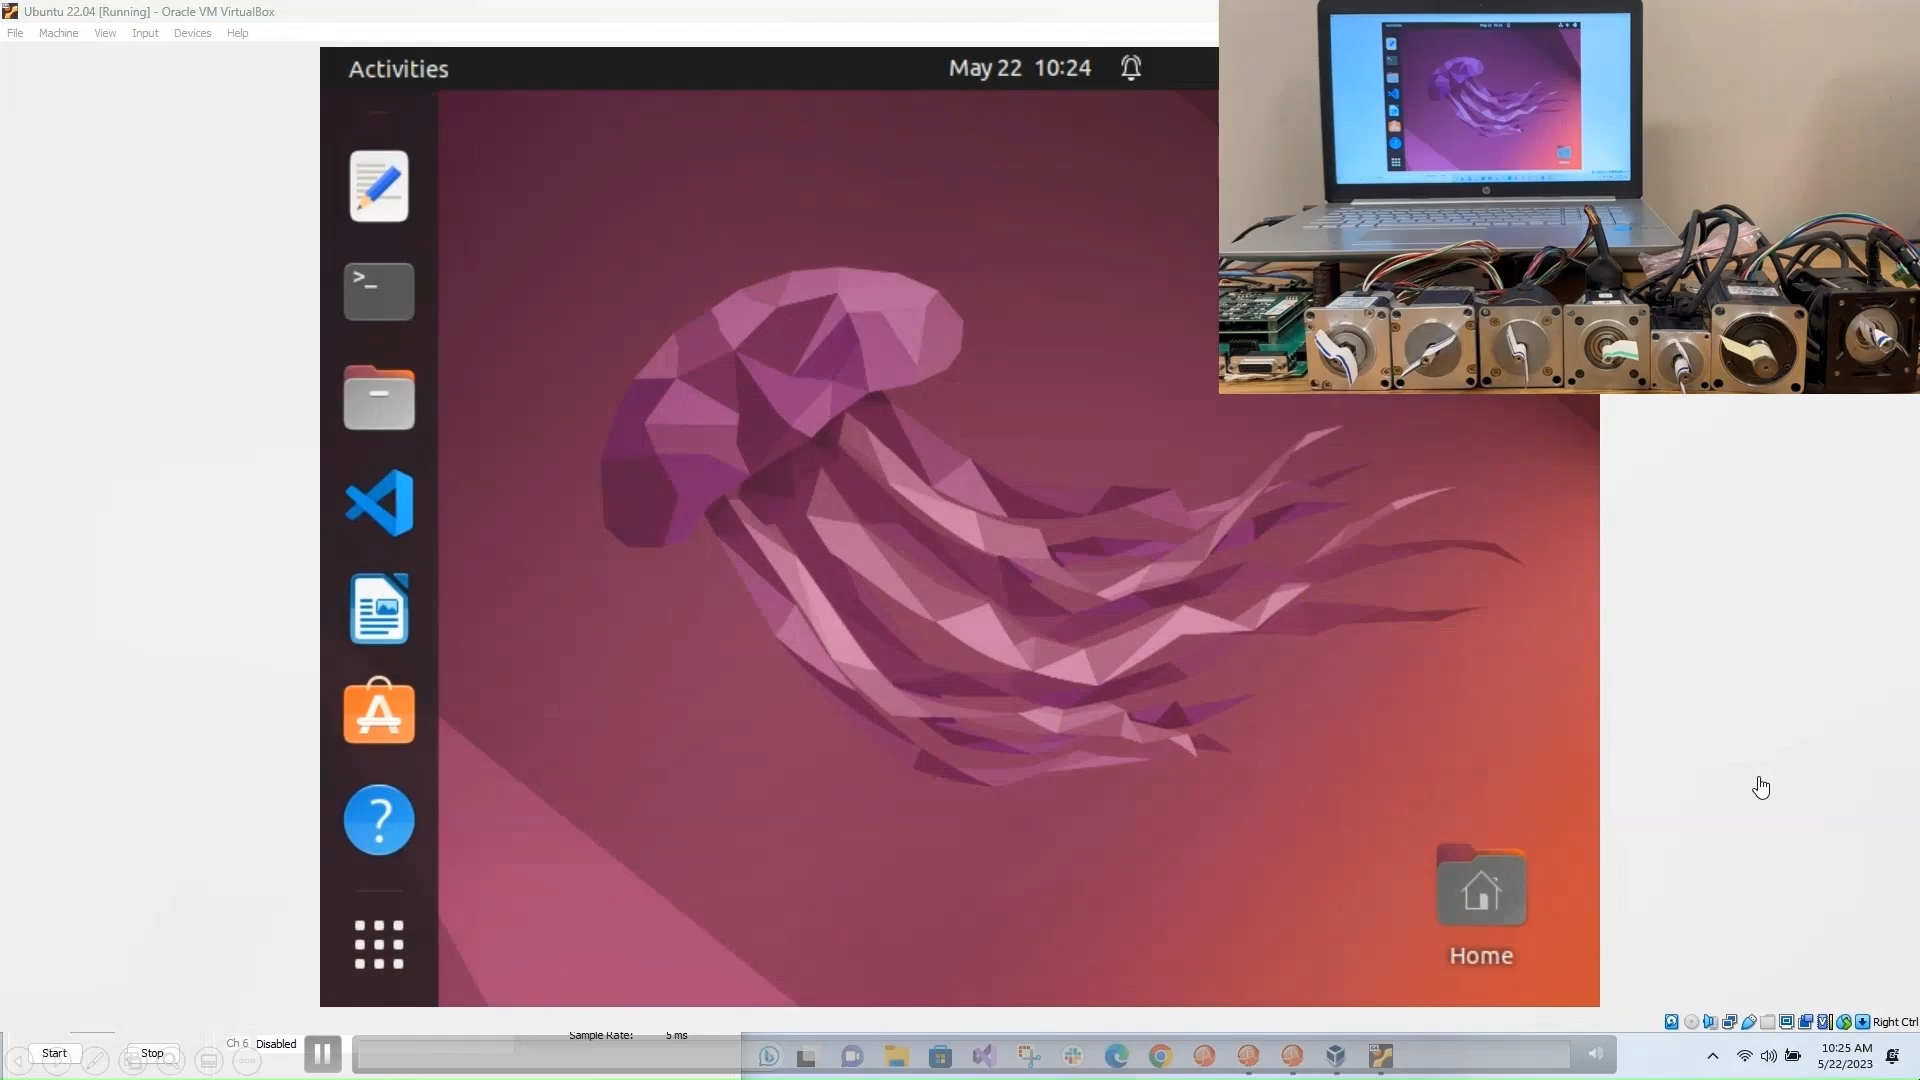 Ubuntu 22.04 [Running] - Oracle VM VirtualBox
File Machine View Input Devices Help
Activities
May 22 10:24
Home
Right Ctrl
Sample Rate: 5 ms
Start
Stop
Ch 6 Disabled
10:25 AM
5/22/2023